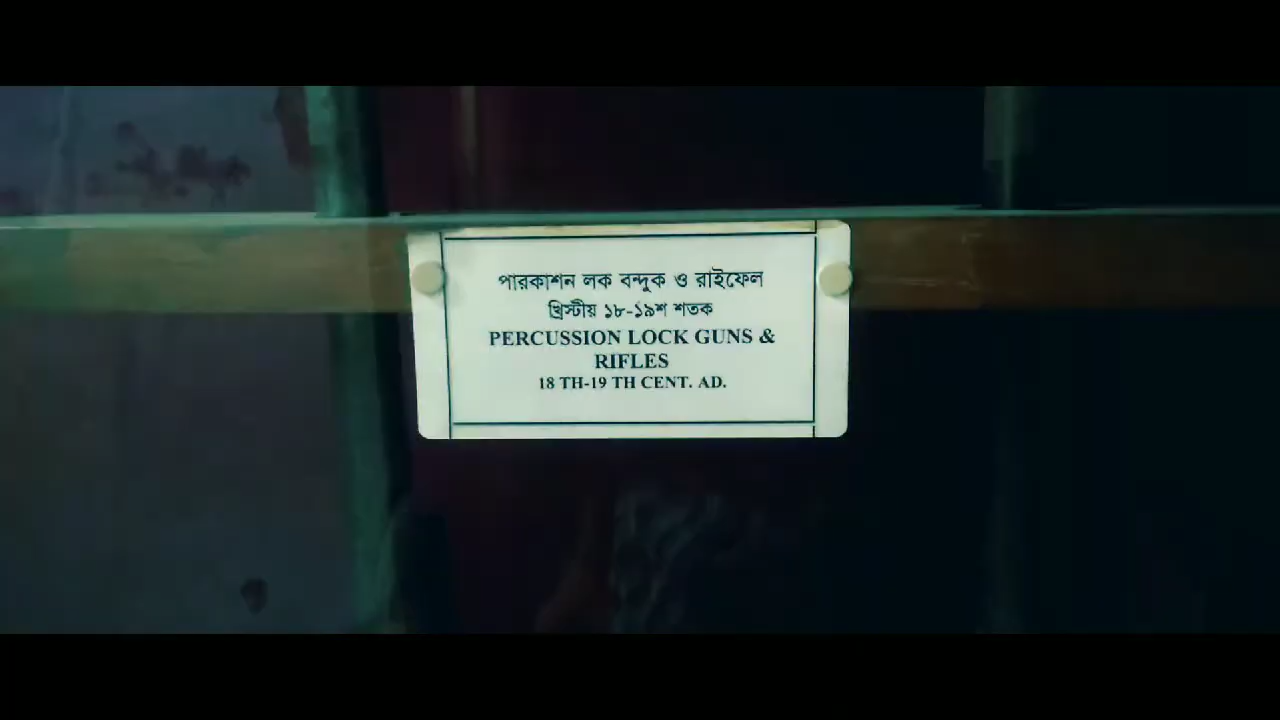 পারকাশন লক বন্দুক ও রাইফেল
খ্রিস্টীয় ১৮-১৯শ শতক
PERCUSSION LOCK GUNS &
RIFLES
18 TH-19 TH CENT. AD.